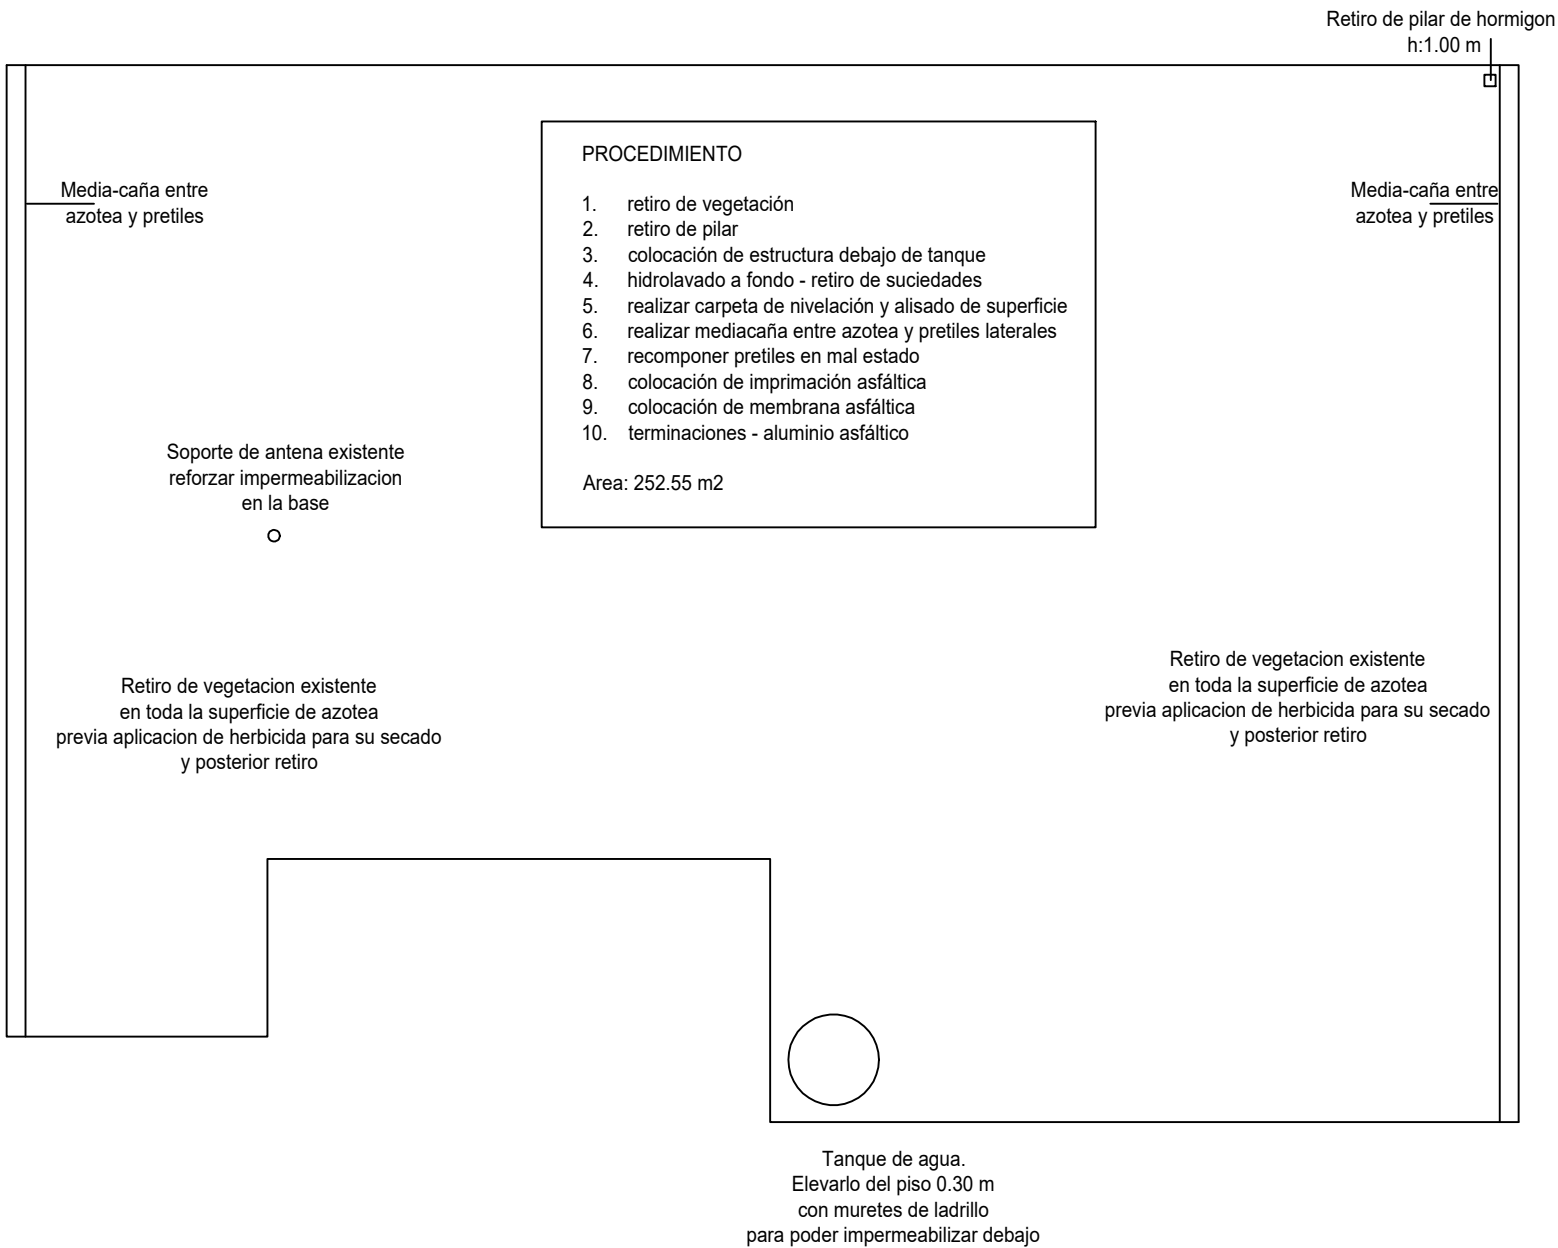 Retiro de pilar de hormigon
h:1.00 m
PROCEDIMIENTO
1. retiro de vegetación
2. retiro de pilar
3. colocación de estructura debajo de tanque
4. hidrolavado a fondo - retiro de suciedades
5. realizar carpeta de nivelación y alisado de superficie
6. realizar mediacaña entre azotea y pretiles laterales
7. recomponer pretiles en mal estado
8. colocación de imprimación asfáltica
9. colocación de membrana asfáltica
10. terminaciones - aluminio asfáltico
Area: 252.55 m2
Media-caña entre
azotea y pretiles
Media-caña entre
azotea y pretiles
Soporte de antena existente
reforzar impermeabilizacion
en la base
Retiro de vegetacion existente
en toda la superficie de azotea
previa aplicacion de herbicida para su secado
y posterior retiro
Retiro de vegetacion existente
en toda la superficie de azotea
previa aplicacion de herbicida para su secado
y posterior retiro
Tanque de agua.
Elevarlo del piso 0.30 m
con muretes de ladrillo
para poder impermeabilizar debajo